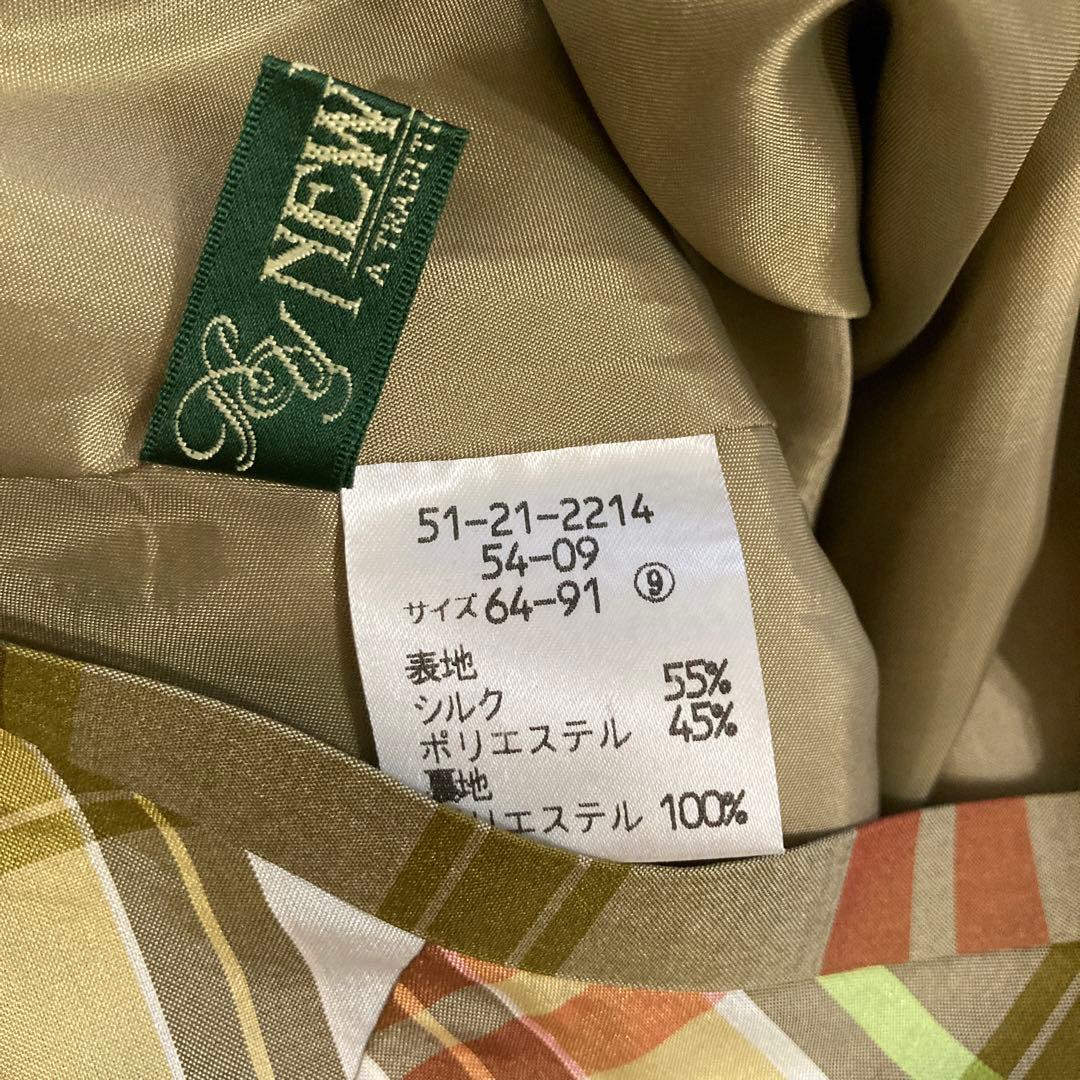 NEW
A TRADIT
51-21-2214
54-09
サイズ 64-91 ⑨
表地
シルク 55%
ポリエステル 45%
裏地
リエステル 100%